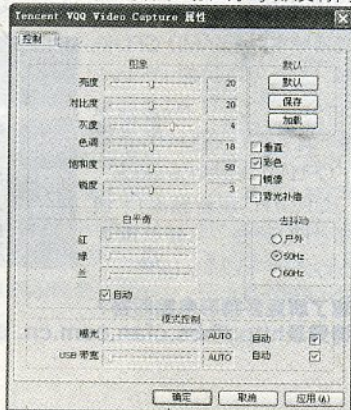 Tencent VQQ Video Capture 属性
控制
图象
亮度 20
对比度 20
灰度 4
色调 18
饱和度 50
锐度 3
默认
默认
保存
加载
垂直
彩色
镜像
背光补偿
白平衡
红
绿
兰
自动
去抖动
户外
50Hz
60Hz
模式控制
曝光 AUTO 自动
USB 带宽 AUTO 自动
确定 取消 应用(A)